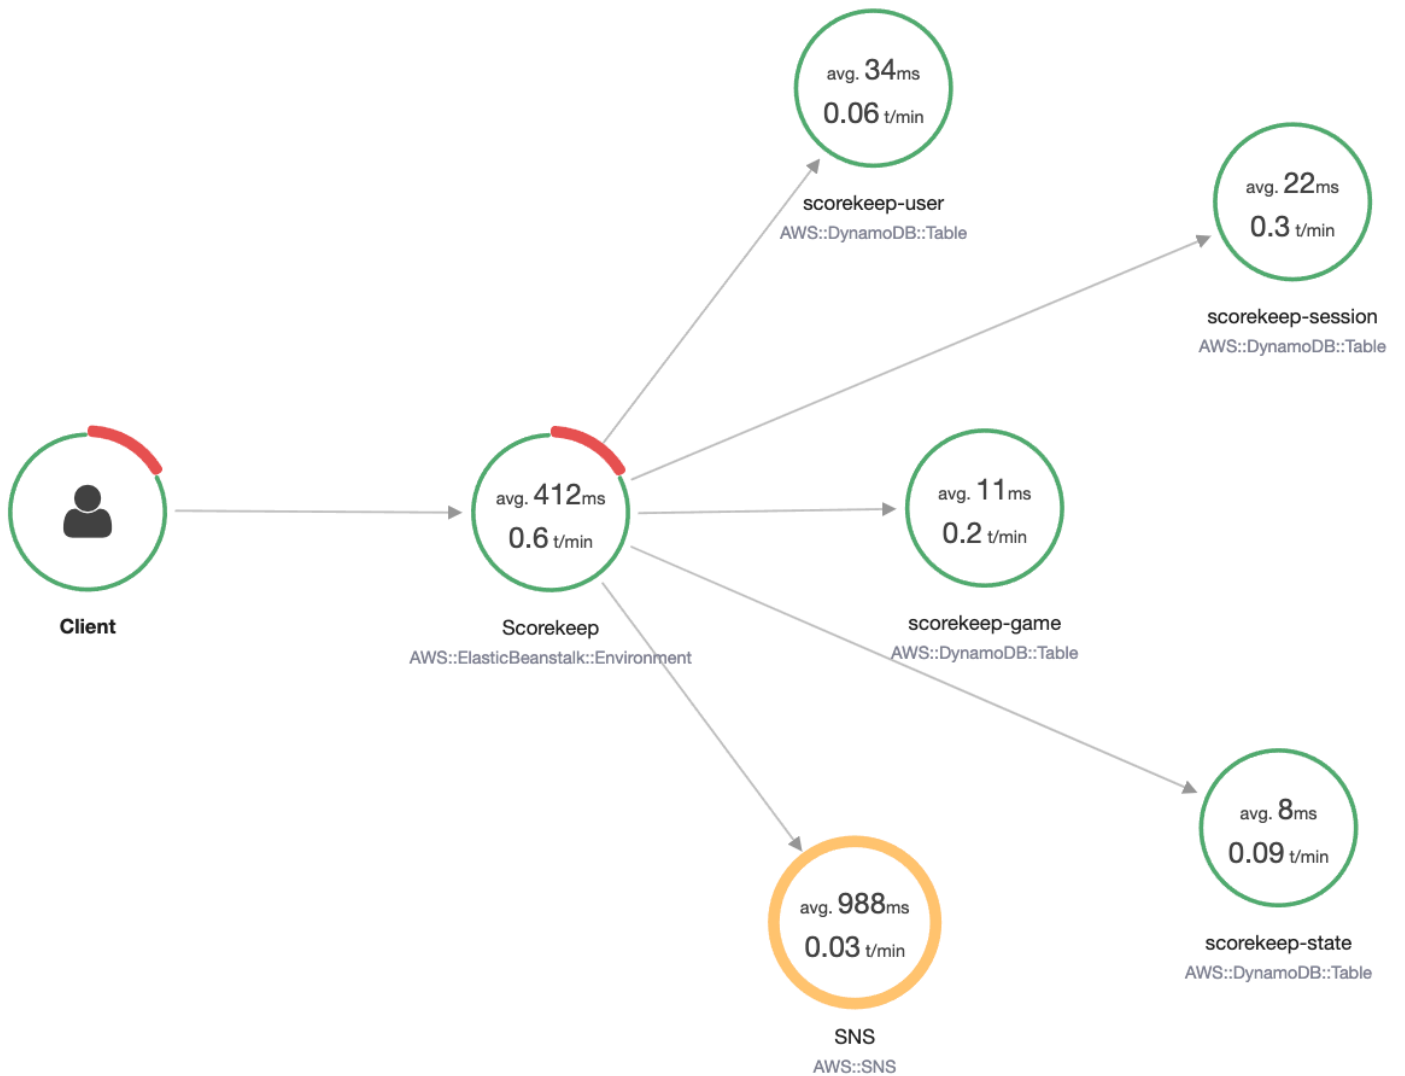 avg. 34ms
0.06 t/min
scorekeep-user
AWS::DynamoDB::Table
avg. 22ms
0.3 t/min
scorekeep-session
AWS::DynamoDB::Table
Client
avg. 412ms
0.6 t/min
Scorekeep
AWS::ElasticBeanstalk::Environment
avg. 11ms
0.2 t/min
scorekeep-game
AWS::DynamoDB::Table
avg. 8ms
0.09 t/min
scorekeep-state
AWS::DynamoDB::Table
avg. 988ms
0.03 t/min
SNS
AWS::SNS